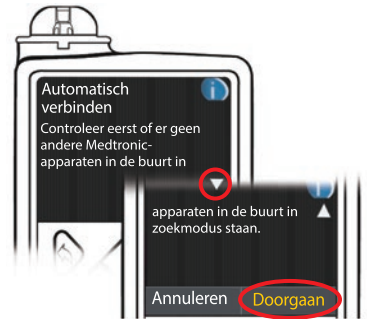 Automatisch
verbinden
Controleer eerst of er geen
andere Medtronic-
apparaten in de buurt in
apparaten in de buurt in
zoekmodus staan.
Annuleren Doorgaan